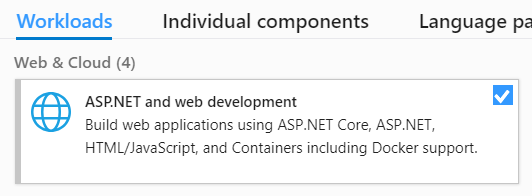 Workloads Individual components Language pa
Web & Cloud (4)
ASP.NET and web development
Build web applications using ASP.NET Core, ASP.NET,
HTML/JavaScript, and Containers including Docker support.